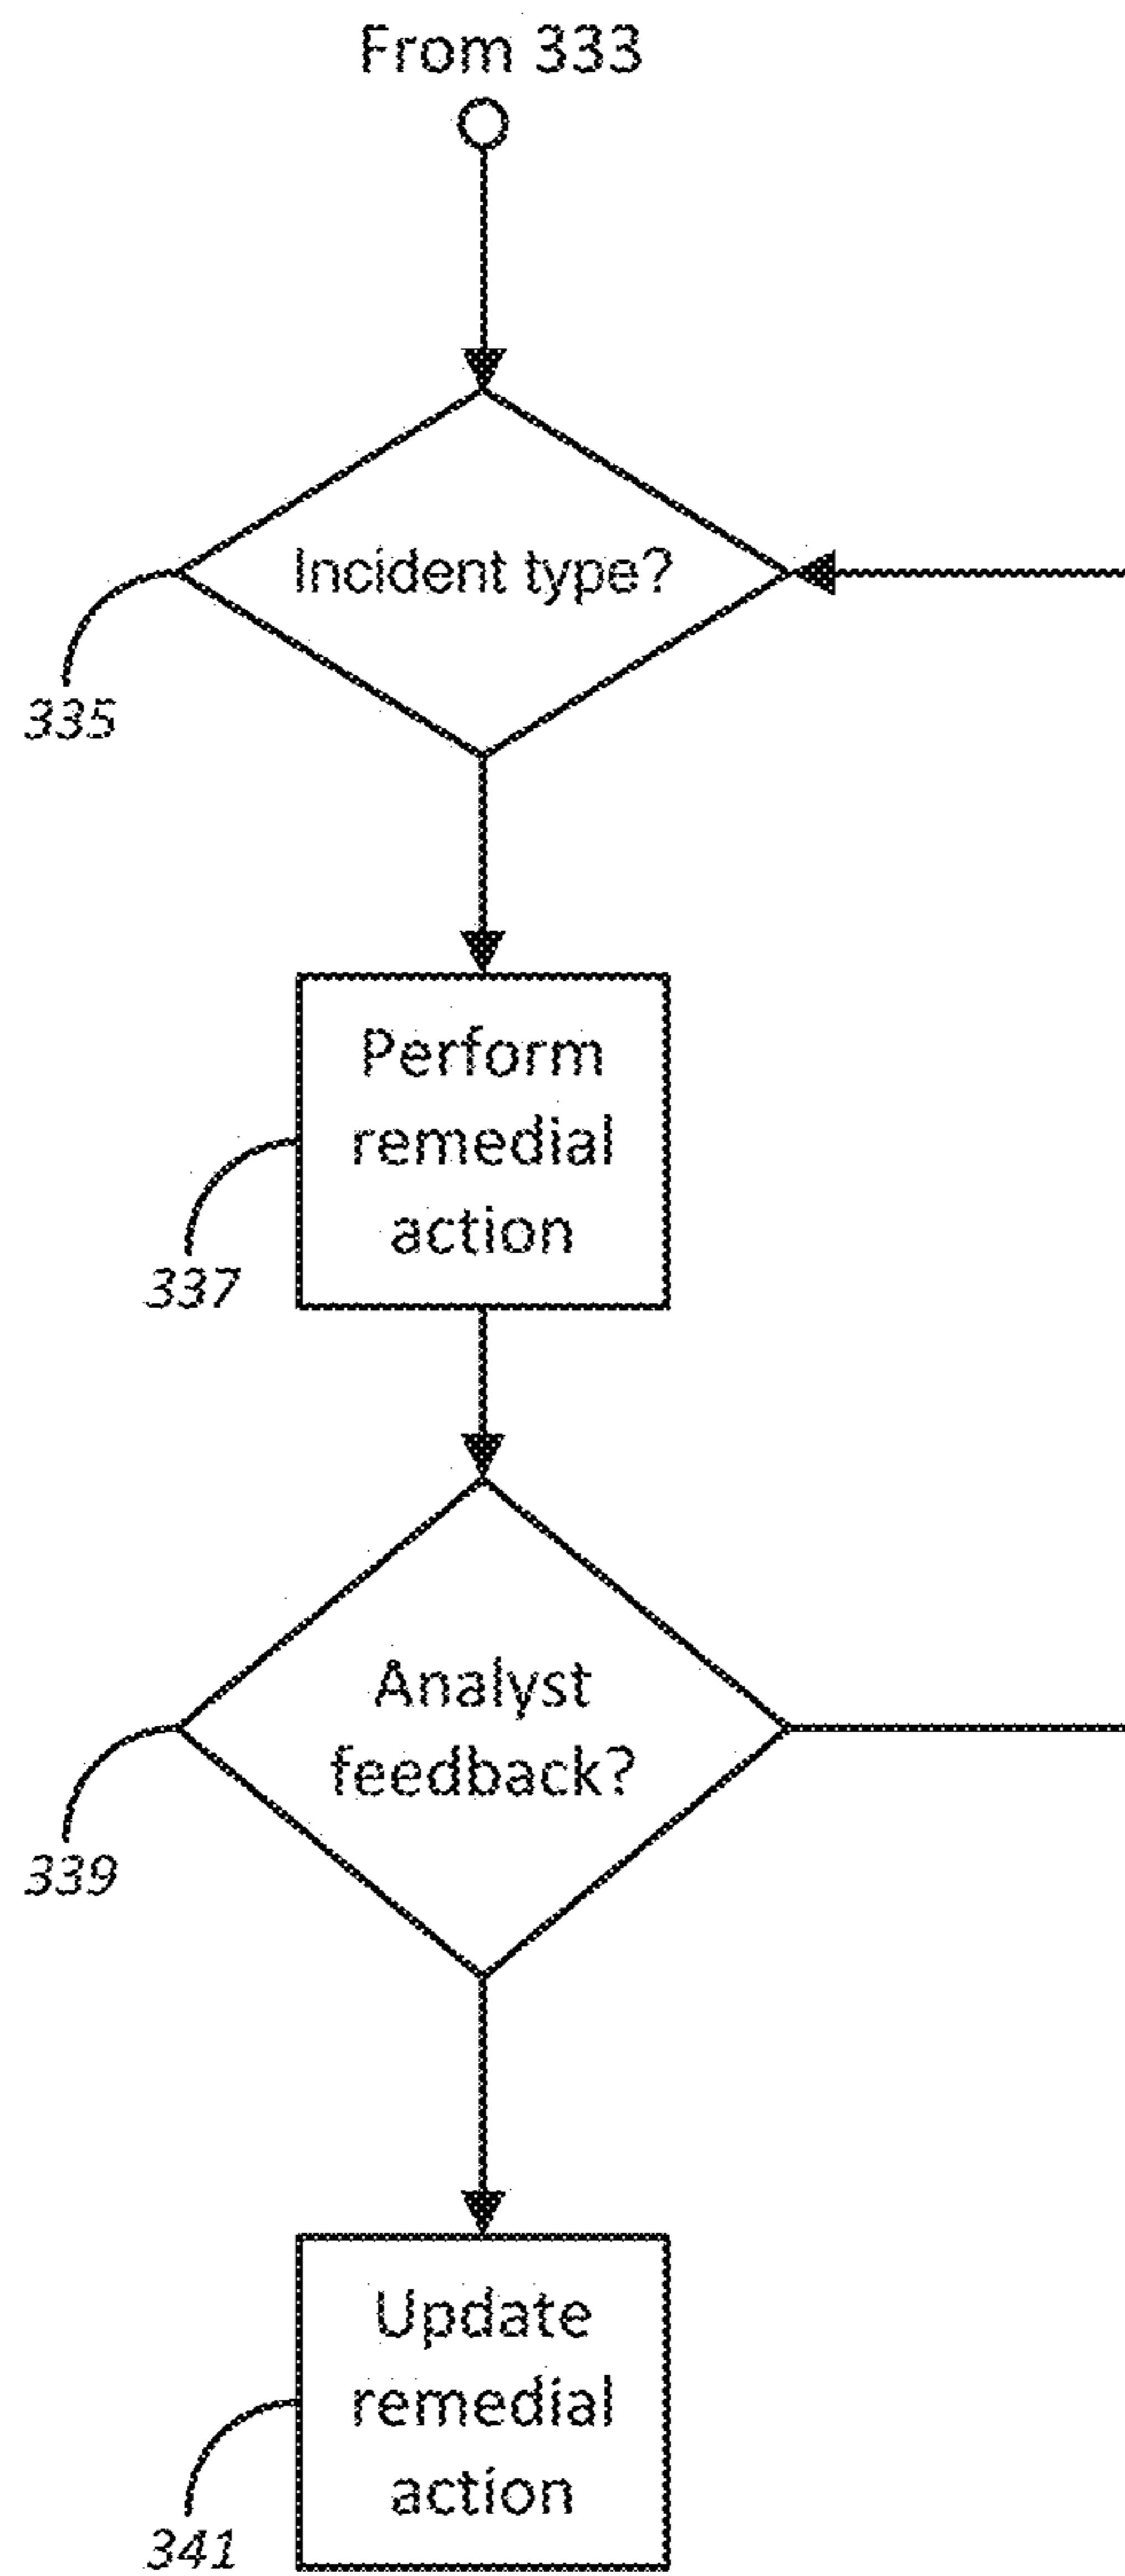 From 333
Incident type?
335
Perform
remedial
action
337
Analyst
feedback?
339
Update
remedial
action
341